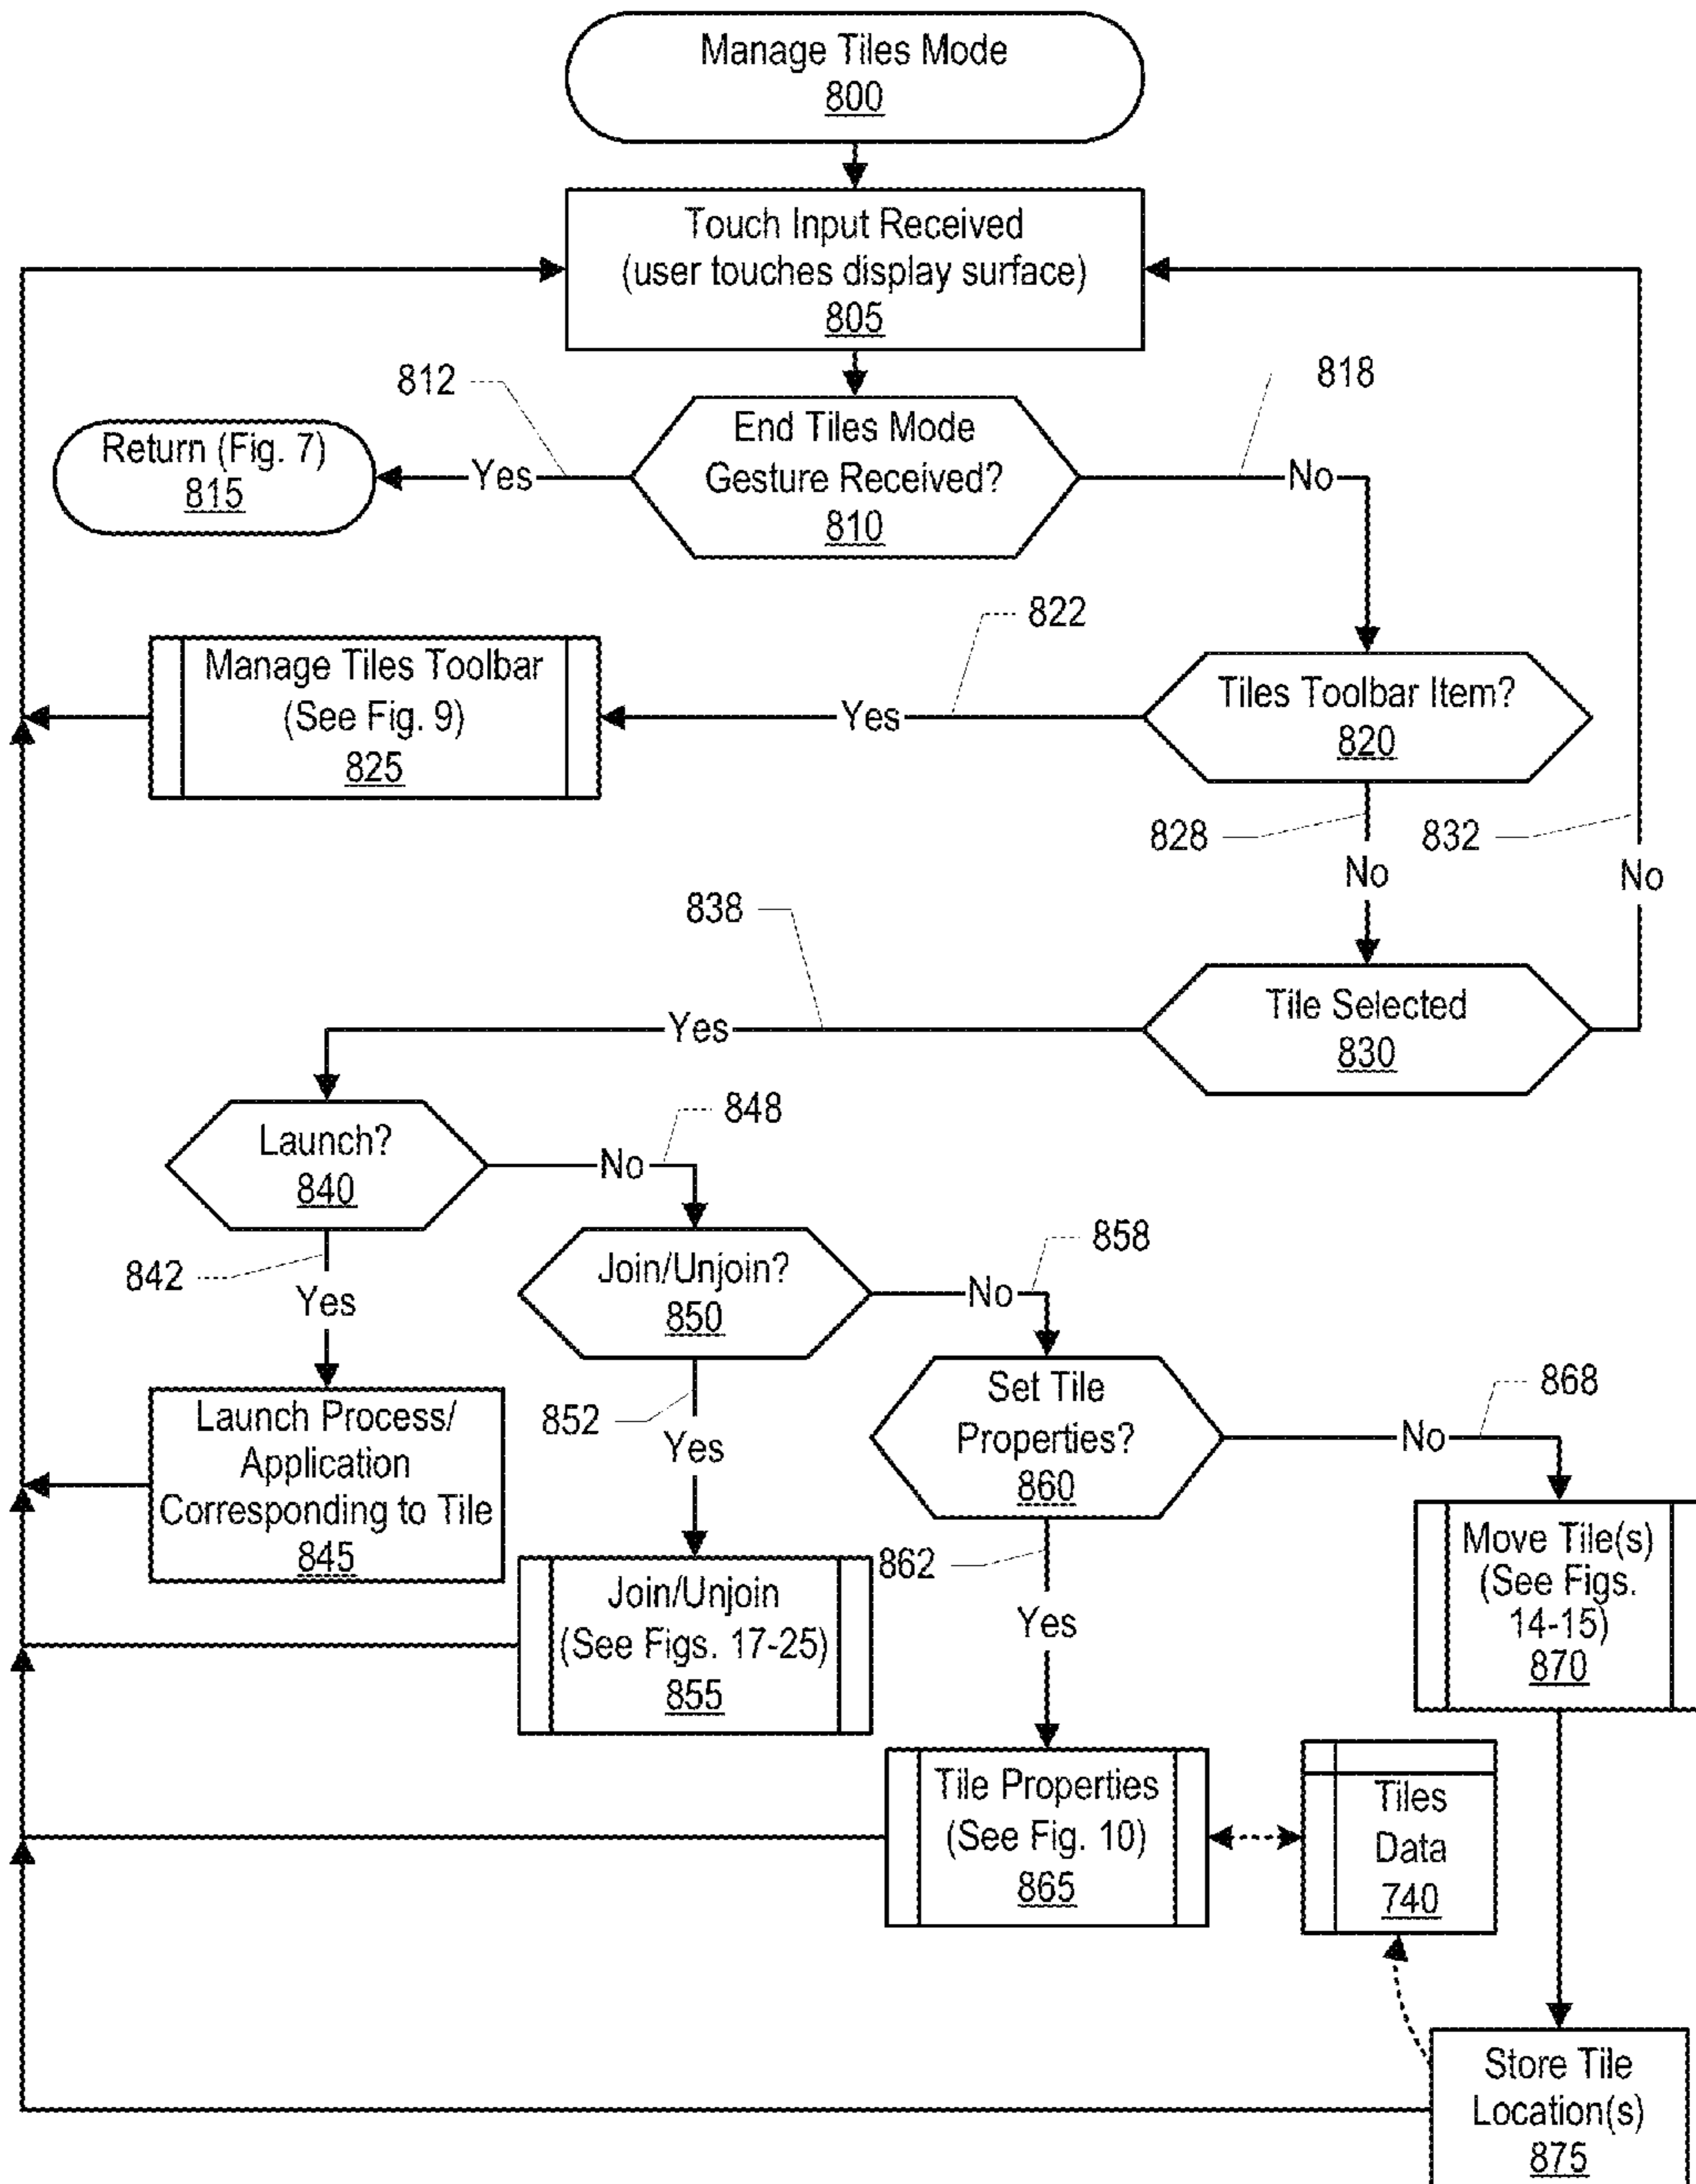 Manage Tiles Mode
800
Touch Input Received
(user touches display surface)
805
812
818
End Tiles Mode
Gesture Received?
810
Return (Fig. 7)
815
Yes
No
822
Manage Tiles Toolbar
(See Fig. 9)
825
Yes
Tiles Toolbar Item?
820
828
832
No
No
838
Tile Selected
830
Yes
848
Launch?
840
No
858
842
Yes
Join/Unjoin?
850
No
868
Launch Process/
Application
Corresponding to Tile
845
852
Yes
Set Tile
Properties?
860
No
862
Yes
Join/Unjoin
(See Figs. 17-25)
855
Move Tile(s)
(See Figs.
14-15)
870
Tile Properties
(See Fig. 10)
865
Tiles
Data
740
Store Tile
Location(s)
875